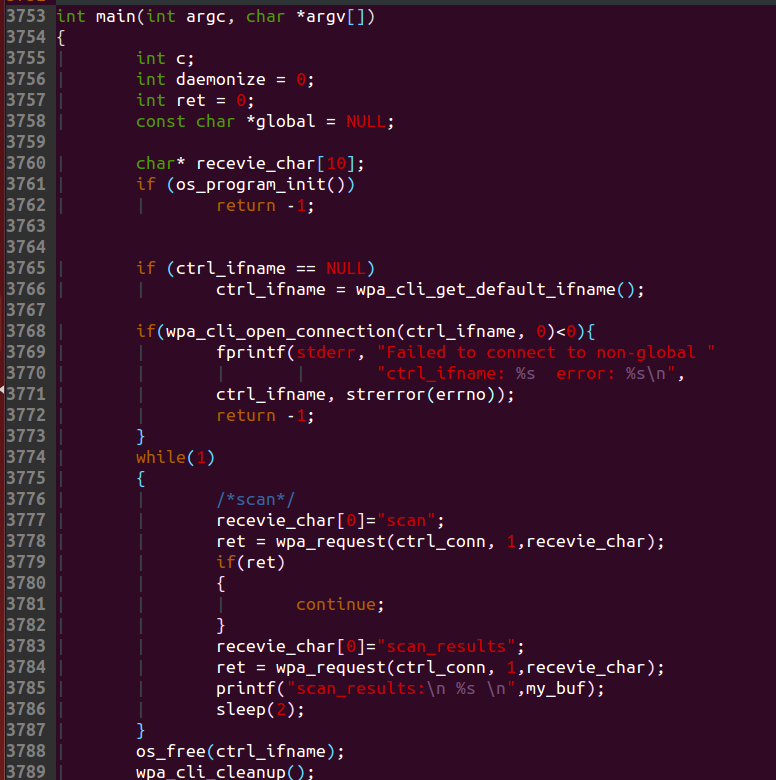 3753 int main(int argc, char *argv[])
3754 {
3755 int c;
3756 int daemonize = 0;
3757 int ret = 0;
3758 const char *global = NULL;
3759
3760 char* recevie_char[10];
3761 if (os_program_init())
3762 return -1;
3763
3764
3765 if (ctrl_ifname == NULL)
3766 ctrl_ifname = wpa_cli_get_default_ifname();
3767
3768 if(wpa_cli_open_connection(ctrl_ifname, 0)<0){
3769 fprintf(stderr, "Failed to connect to non-global "
3770 "ctrl_ifname: %s  error: %s\n",
3771 ctrl_ifname, strerror(errno));
3772 return -1;
3773 }
3774 while(1)
3775 {
3776 /*scan*/
3777 recevie_char[0]="scan";
3778 ret = wpa_request(ctrl_conn, 1,recevie_char);
3779 if(ret)
3780 {
3781 continue;
3782 }
3783 recevie_char[0]="scan_results";
3784 ret = wpa_request(ctrl_conn, 1,recevie_char);
3785 printf("scan_results:\n %s \n",my_buf);
3786 sleep(2);
3787 }
3788 os_free(ctrl_ifname);
3789 wpa_cli_cleanup();